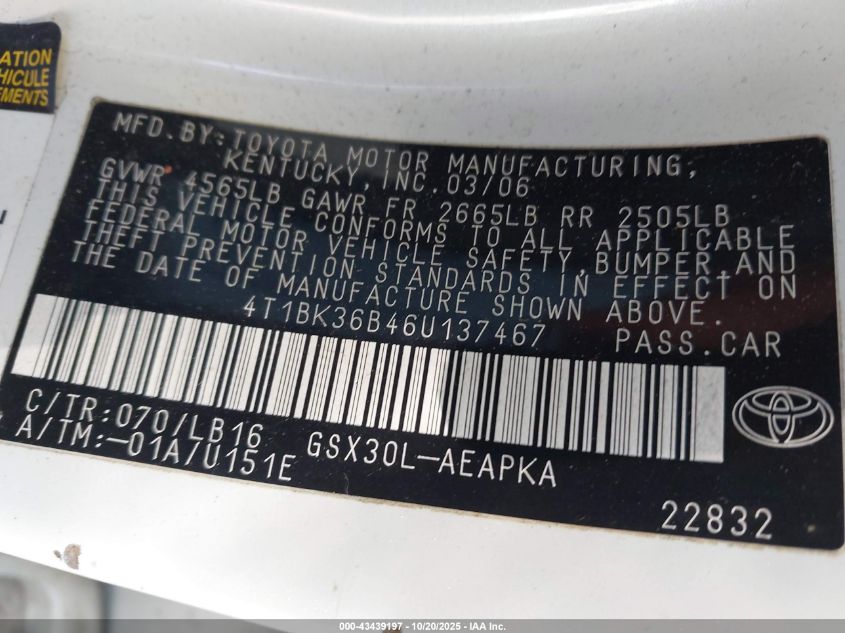 ATION
HICULE
EMENTS
MFD.BY:TOYOTA MOTOR MANUFACTURING,
KENTUCKY,INC.03/06
GVWR 4565LB GAWR FR 2665LB RR 2505LB
THIS VEHICLE CONFORMS TO ALL APPLICABLE
FEDERAL MOTOR VEHICLE SAFETY,BUMPER,AND
THEFT PREVENTION STANDARDS IN EFFECT ON
THE DATE OF MANUFACTURE SHOWN ABOVE.
4T1BK36B46U137467 PASS.CAR
C/TR:070/LB16
A/TM:-01A/U151E GSX30L-AEAPKA
22832
000-43439197 - 10/20/2025 - IAA Inc.